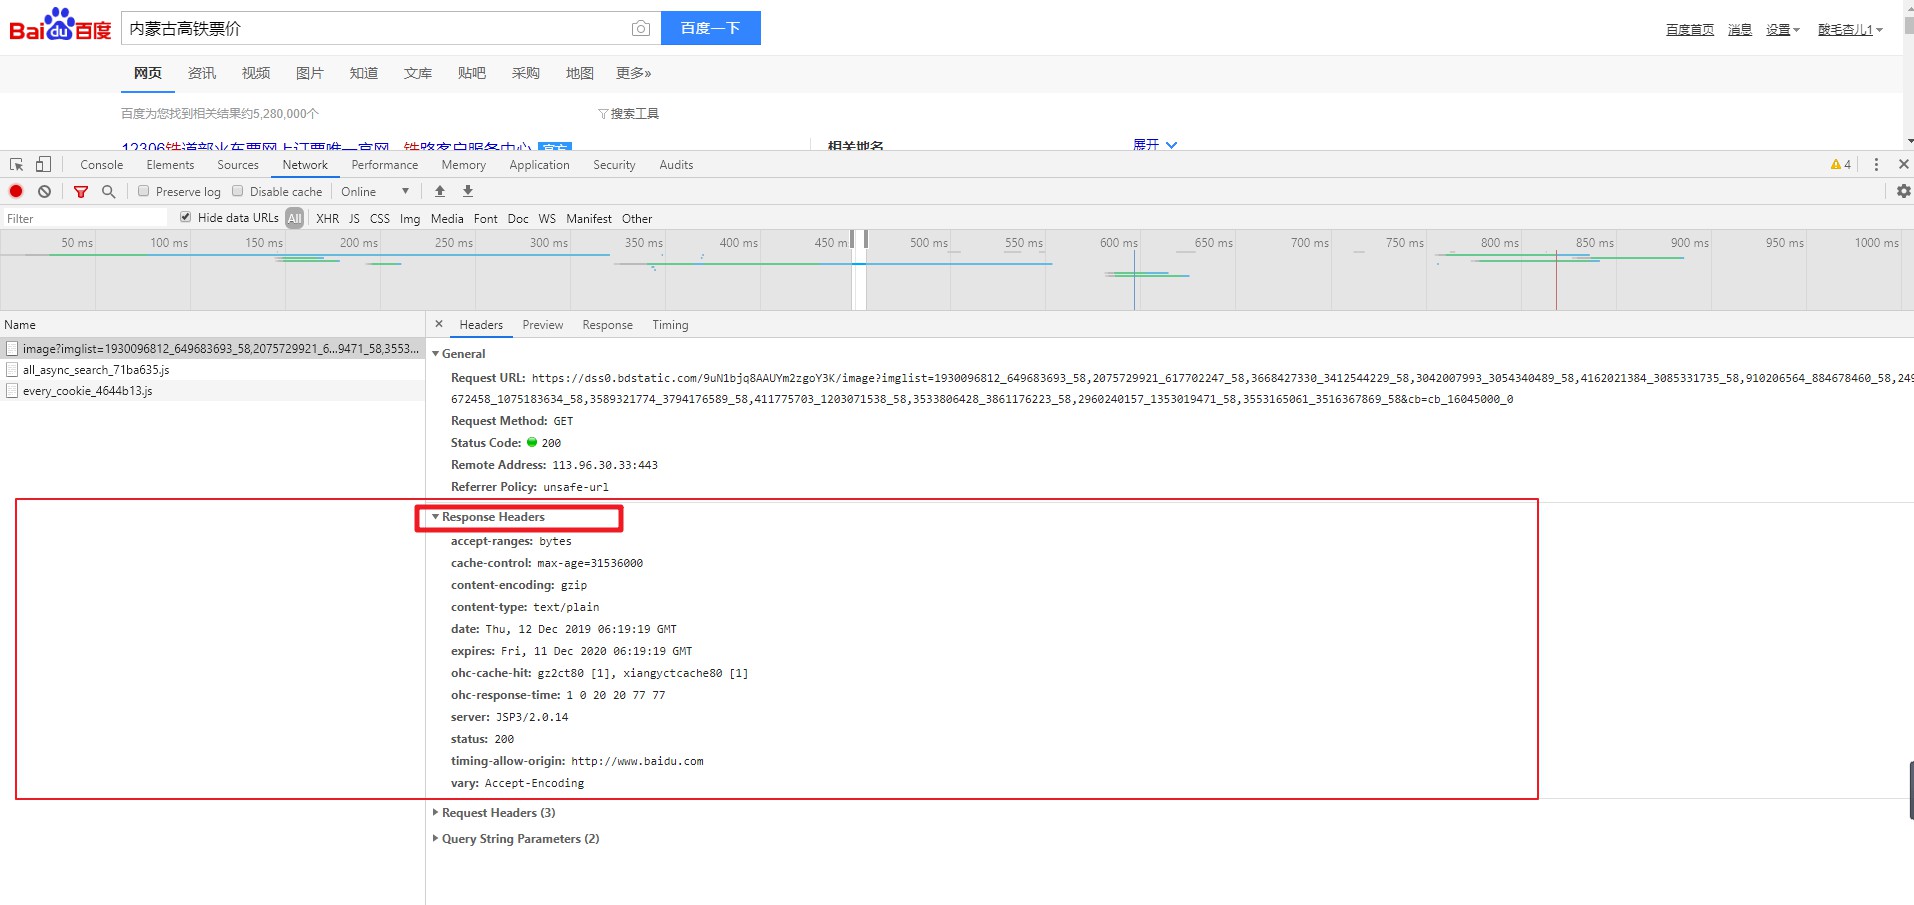 Bai du 百度 内蒙古高铁票价 百度一下 百度首页 消息 设置 酸毛杏儿1
网页 资讯 视频 图片 知道 文库 贴吧 采购 地图 更多»
百度为您找到相关结果约5,280,000个 搜索工具
12306铁道部火车票网上订票唯一官网 - 铁路客户服务中心 官方 相关地名 展开
Console Elements Sources Network Performance Memory Application Security Audits 4
Preserve log Disable cache Online
Filter Hide data URLs All XHR JS CSS Img Media Font Doc WS Manifest Other
50 ms 100 ms 150 ms 200 ms 250 ms 300 ms 350 ms 400 ms 450 m 500 ms 550 ms 600 ms 650 ms 700 ms 750 ms 800 ms 850 ms 900 ms 950 ms 1000 ms
Name Headers Preview Response Timing
image?imglist=1930096812_649683693_58,2075729921_6...9471_58,3553...
all_async_search_71ba635.js
every_cookie_4644b13.js
General
Request URL: https://dss0.bdstatic.com/9uN1bjq8AAUYm2zgoY3K/image?imglist=1930096812_649683693_58,2075729921_617702247_58,3668427330_3412544229_58,3042007993_3054340489_58,4162021384_3085331735_58,910206564_884678460_58,249
672458_1075183634_58,3589321774_3794176589_58,411775703_1203071538_58,3533806428_3861176223_58,2960240157_1353019471_58,3553165061_3516367869_58&cb=cb_16045000_0
Request Method: GET
Status Code: 200
Remote Address: 113.96.30.33:443
Referrer Policy: unsafe-url
Response Headers
accept-ranges: bytes
cache-control: max-age=31536000
content-encoding: gzip
content-type: text/plain
date: Thu, 12 Dec 2019 06:19:19 GMT
expires: Fri, 11 Dec 2020 06:19:19 GMT
ohc-cache-hit: gz2ct80 [1], xiangyctcache80 [1]
ohc-response-time: 1 0 20 20 77 77
server: JSP3/2.0.14
status: 200
timing-allow-origin: http://www.baidu.com
vary: Accept-Encoding
Request Headers (3)
Query String Parameters (2)